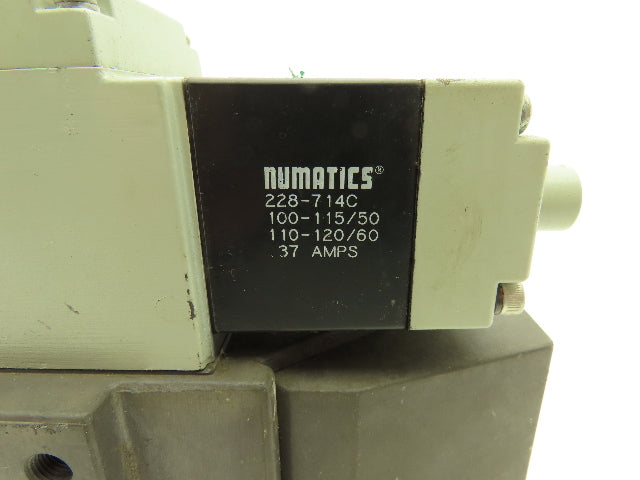 numatics®
228-714C
100-115/50
110-120/60
.37 AMPS